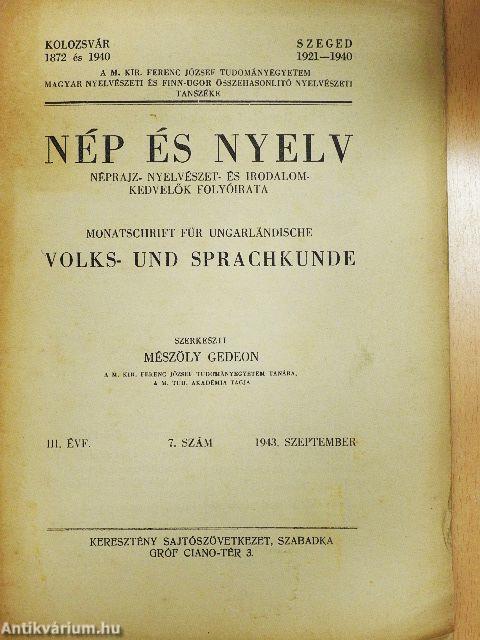 KOLOZSVÁR
1872 és 1940
SZEGED
1921—1940
A M. KIR. FERENC JÓZSEF TUDOMÁNYEGYETEM
MAGYAR NYELVÉSZETI ÉS FINN-UGOR ÖSSZEHASONLITÓ NYELVÉSZETI
TANSZÉKE
NÉP ÉS NYELV
NÉPRAJZ- NYELVÉSZET- ÉS IRODALOM-
KEDVELŐK FOLYÓIRATA
MONATSCHRIFT FÜR UNGARLÄNDISCHE
VOLKS- UND SPRACHKUNDE
SZERKESZTI
MÉSZÖLY GEDEON
A M. KIR. FERENC JÓZSEF TUDOMÁNYEGYETEM TANÁRA,
A M. TUD. AKADÉMIA TAGJA
III. ÉVF. 7. SZÁM 1943. SZEPTEMBER
KERESZTÉNY SAJTÓSZÖVETKEZET, SZABADKA
GRÓF CIANO-TÉR 3.
Antikvárium.hu